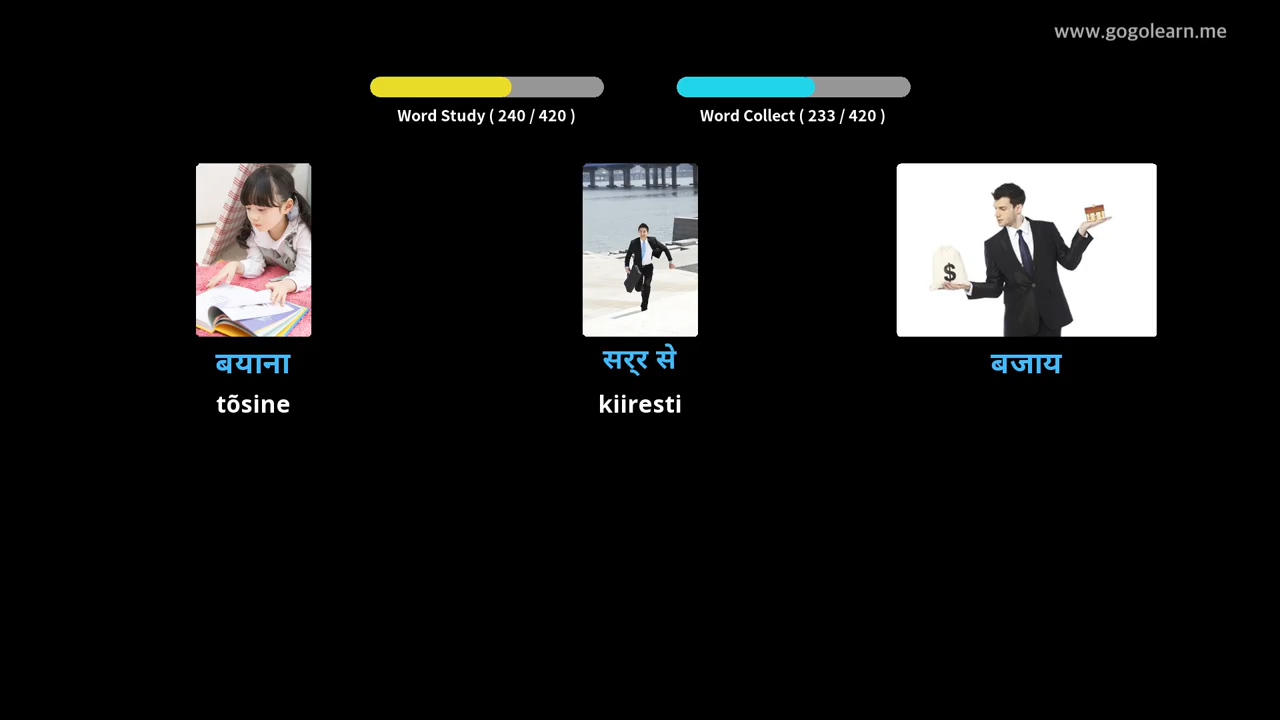 www.gogolearn.me
Word Study ( 240 / 420 )
Word Collect ( 233 / 420 )
बयाना
सर्र से
बजाय
tõsine
kiiresti
$